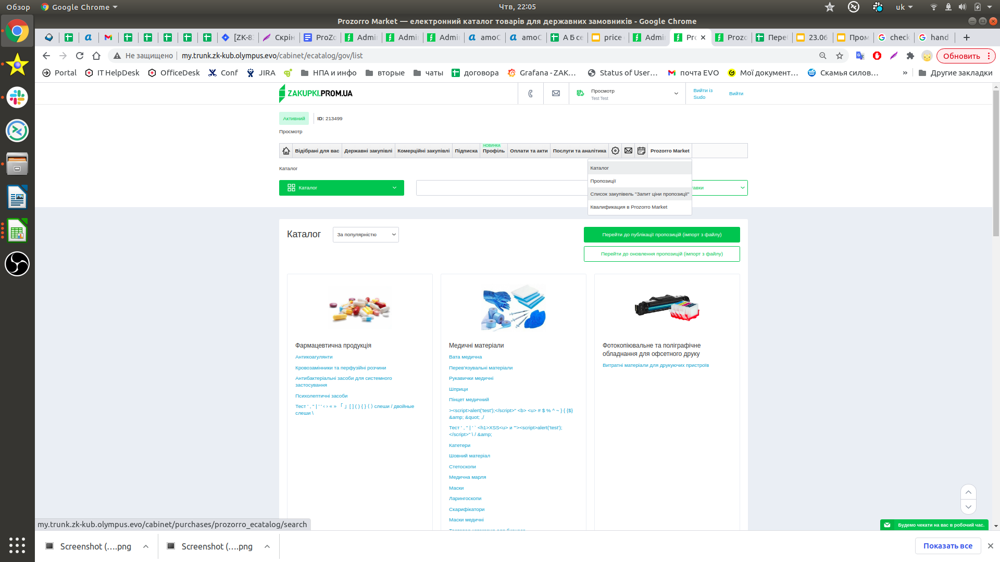 Обзор
Google Chrome
Чтв, 22:05
uk
Prozorro Market — електронний каталог товарів для державних замовників - Google Chrome
[ZK-8
Скрін
ProZo
Admi
Admi
Admi
amoC
amoC
А Б се
price
Admi
Pro
Prozo
Пере
23.06
Пром
check
hand
Не защищено
my.trunk.zk-kub.olympus.evo/cabinet/ecatalog/gov/list
Обновить
Portal
IT HelpDesk
OfficeDesk
Conf
JIRA
НПА и инфо
вторые
чаты
договора
Grafana - ZAK…
Status of User…
почта EVO
Мої документ…
Скамья силов…
»
Другие закладки
ZAKUPKI.PROM.UA
Просмотр
Test Test
Вийти із Sudo
Вийти
Активний
ID: 213499
Просмотр
Відібрані для вас
Державні закупівлі
Комерційні закупівлі
Підписка
НОВИНКА
Профіль
Оплати та акти
Послуги та аналітика
Prozorro Market
Каталог
Каталог
Пропозиції
Список закупівель "Запит ціни пропозиції"
Квалификация в Prozorro Market
Каталог
тавки
Каталог
За популярністю
Перейти до публікації пропозицій (імпорт з файлу)
Перейти до оновлення пропозицій (імпорт з файлу)
Фармацевтична продукція
Антикоагулянти
Кровозамінники та перфузійні розчини
Антибактеріальні засоби для системного
застосування
Психолептичні засоби
Тест ' , " | ' ' ‹ › « » 「 」 [ ] ( ) { } ⟨ ⟩ слеши / двойные
слеши \
Медичні матеріали
Вата медична
Перев'язувальні матеріали
Рукавички медичні
Шприци
Пінцет медичний
><script>alert('test');</script>" <b> <u> # $ % ^ ~ } { {$}
&amp; &quot; ,/
Тест ' , " | ' ` <h1>XSS<u> и '"><script>alert('test');
</script>" \ / &amp;
Катетери
Шовний матеріал
Стетоскопи
Медична марля
Маски
Ларингоскопи
Скарифікатори
Маски медичні
Фотокопіювальне та поліграфічне
обладнання для офсетного друку
Витратні матеріали для друкуючих пристроїв
Будемо чекати на вас в робочий час.
my.trunk.zk-kub.olympus.evo/cabinet/purchases/prozorro_ecatalog/search
Screenshot (….png
Screenshot (….png
Показать все